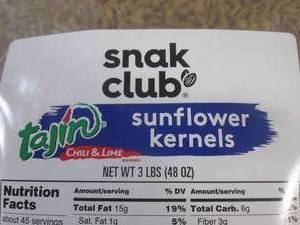 snak
club
tajín sunflower
kernels
CHILI & LIME
NET WT 3 LBS (48 OZ)
Nutrition
Facts
about 45 servings
Amount/serving % DV
Total Fat 15g 19%
Sat. Fat 1g 5%
Amount/serving
Total Carb. 6g
Fiber 3g